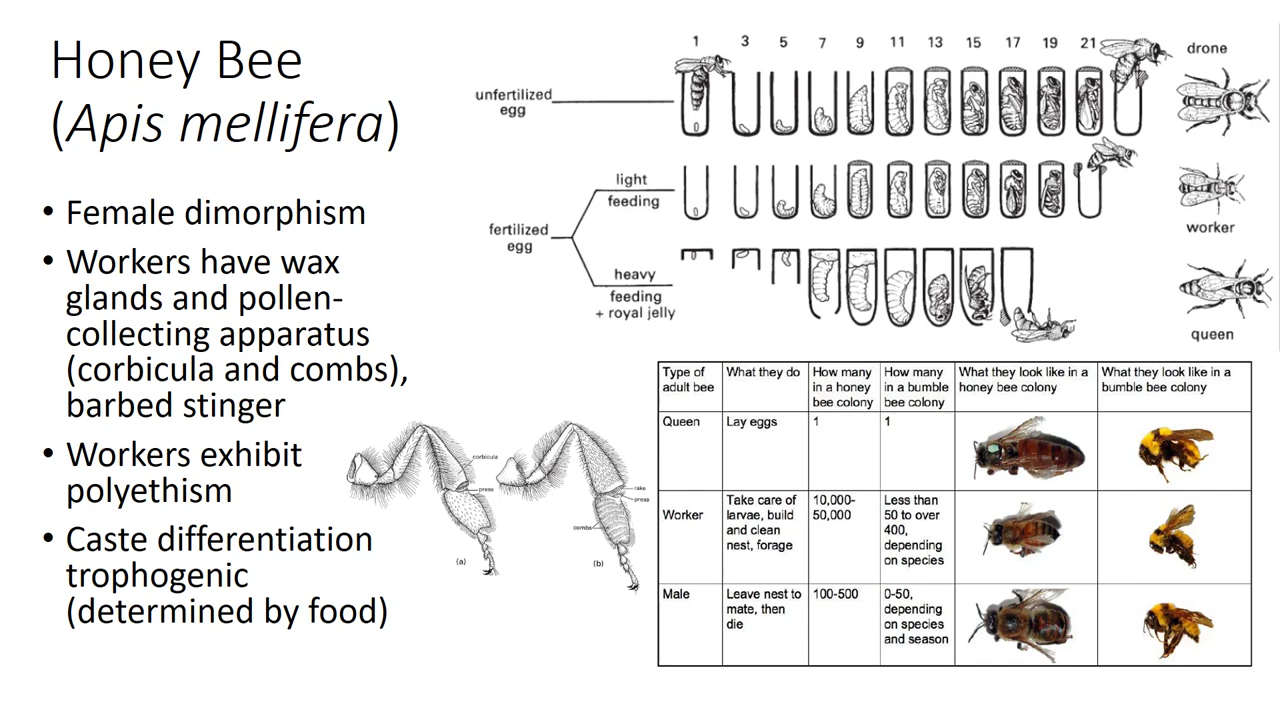 Honey Bee
(Apis mellifera)
• Female dimorphism
• Workers have wax
glands and pollen-
collecting apparatus
(corbicula and combs),
barbed stinger
• Workers exhibit
polyethism
• Caste differentiation
trophogenic
(determined by food)
1 3 5 7 9 11 13 15 17 19 21
drone
unfertilized
egg
light
feeding
fertilized
egg
worker
heavy
feeding
+ royal jelly
queen
corbicula
press
(a)
rake
press
combs
(b)
Type of
adult bee
What they do
How many
in a honey
bee colony
How many
in a bumble
bee colony
What they look like in a
honey bee colony
What they look like in a
bumble bee colony
Queen
Lay eggs
1
1
Worker
Take care of
larvae, build
and clean
nest, forage
10,000-
50,000
Less than
50 to over
400,
depending
on species
Male
Leave nest to
mate, then
die
100-500
0-50,
depending
on species
and season